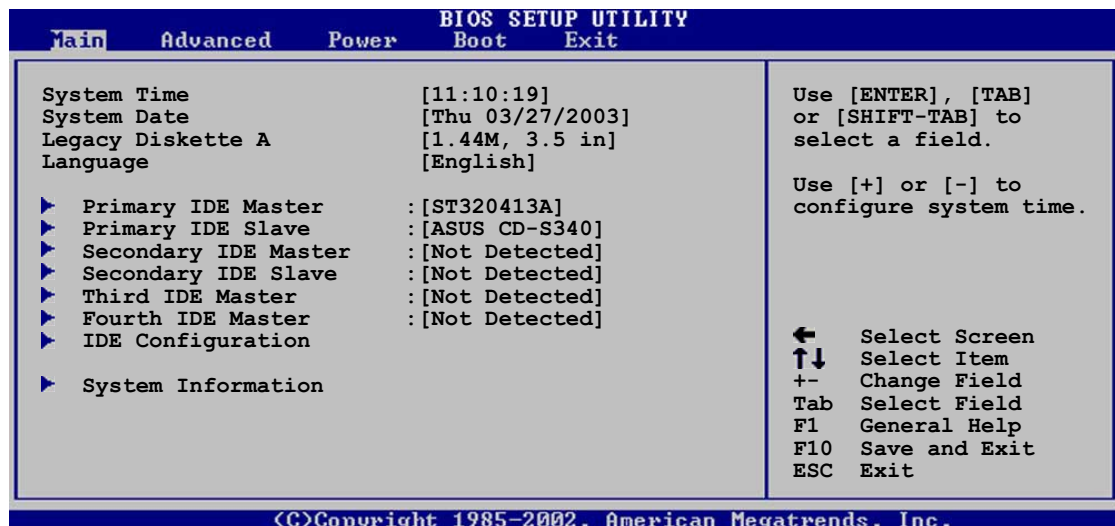 BIOS SETUP UTILITY
Main Advanced Power Boot Exit
System Time [11:10:19]
System Date [Thu 03/27/2003]
Legacy Diskette A [1.44M, 3.5 in]
Language [English]
Primary IDE Master :[ST320413A]
Primary IDE Slave :[ASUS CD-S340]
Secondary IDE Master :[Not Detected]
Secondary IDE Slave :[Not Detected]
Third IDE Master :[Not Detected]
Fourth IDE Master :[Not Detected]
IDE Configuration
System Information
Use [ENTER], [TAB]
or [SHIFT-TAB] to
select a field.
Use [+] or [-] to
configure system time.
← Select Screen
↑↓ Select Item
+- Change Field
Tab Select Field
F1 General Help
F10 Save and Exit
ESC Exit
(C)Copyright 1985-2002, American Megatrends, Inc.